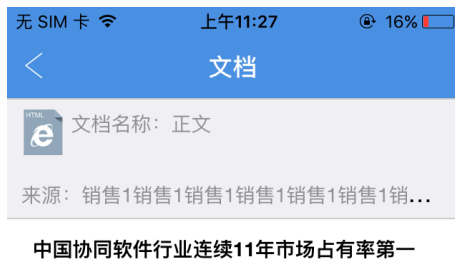 无 SIM 卡 上午11:27 16%
文档
HTML
文档名称：正文
来源：销售1销售1销售1销售1销售1销售1销...
中国协同软件行业连续11年市场占有率第一